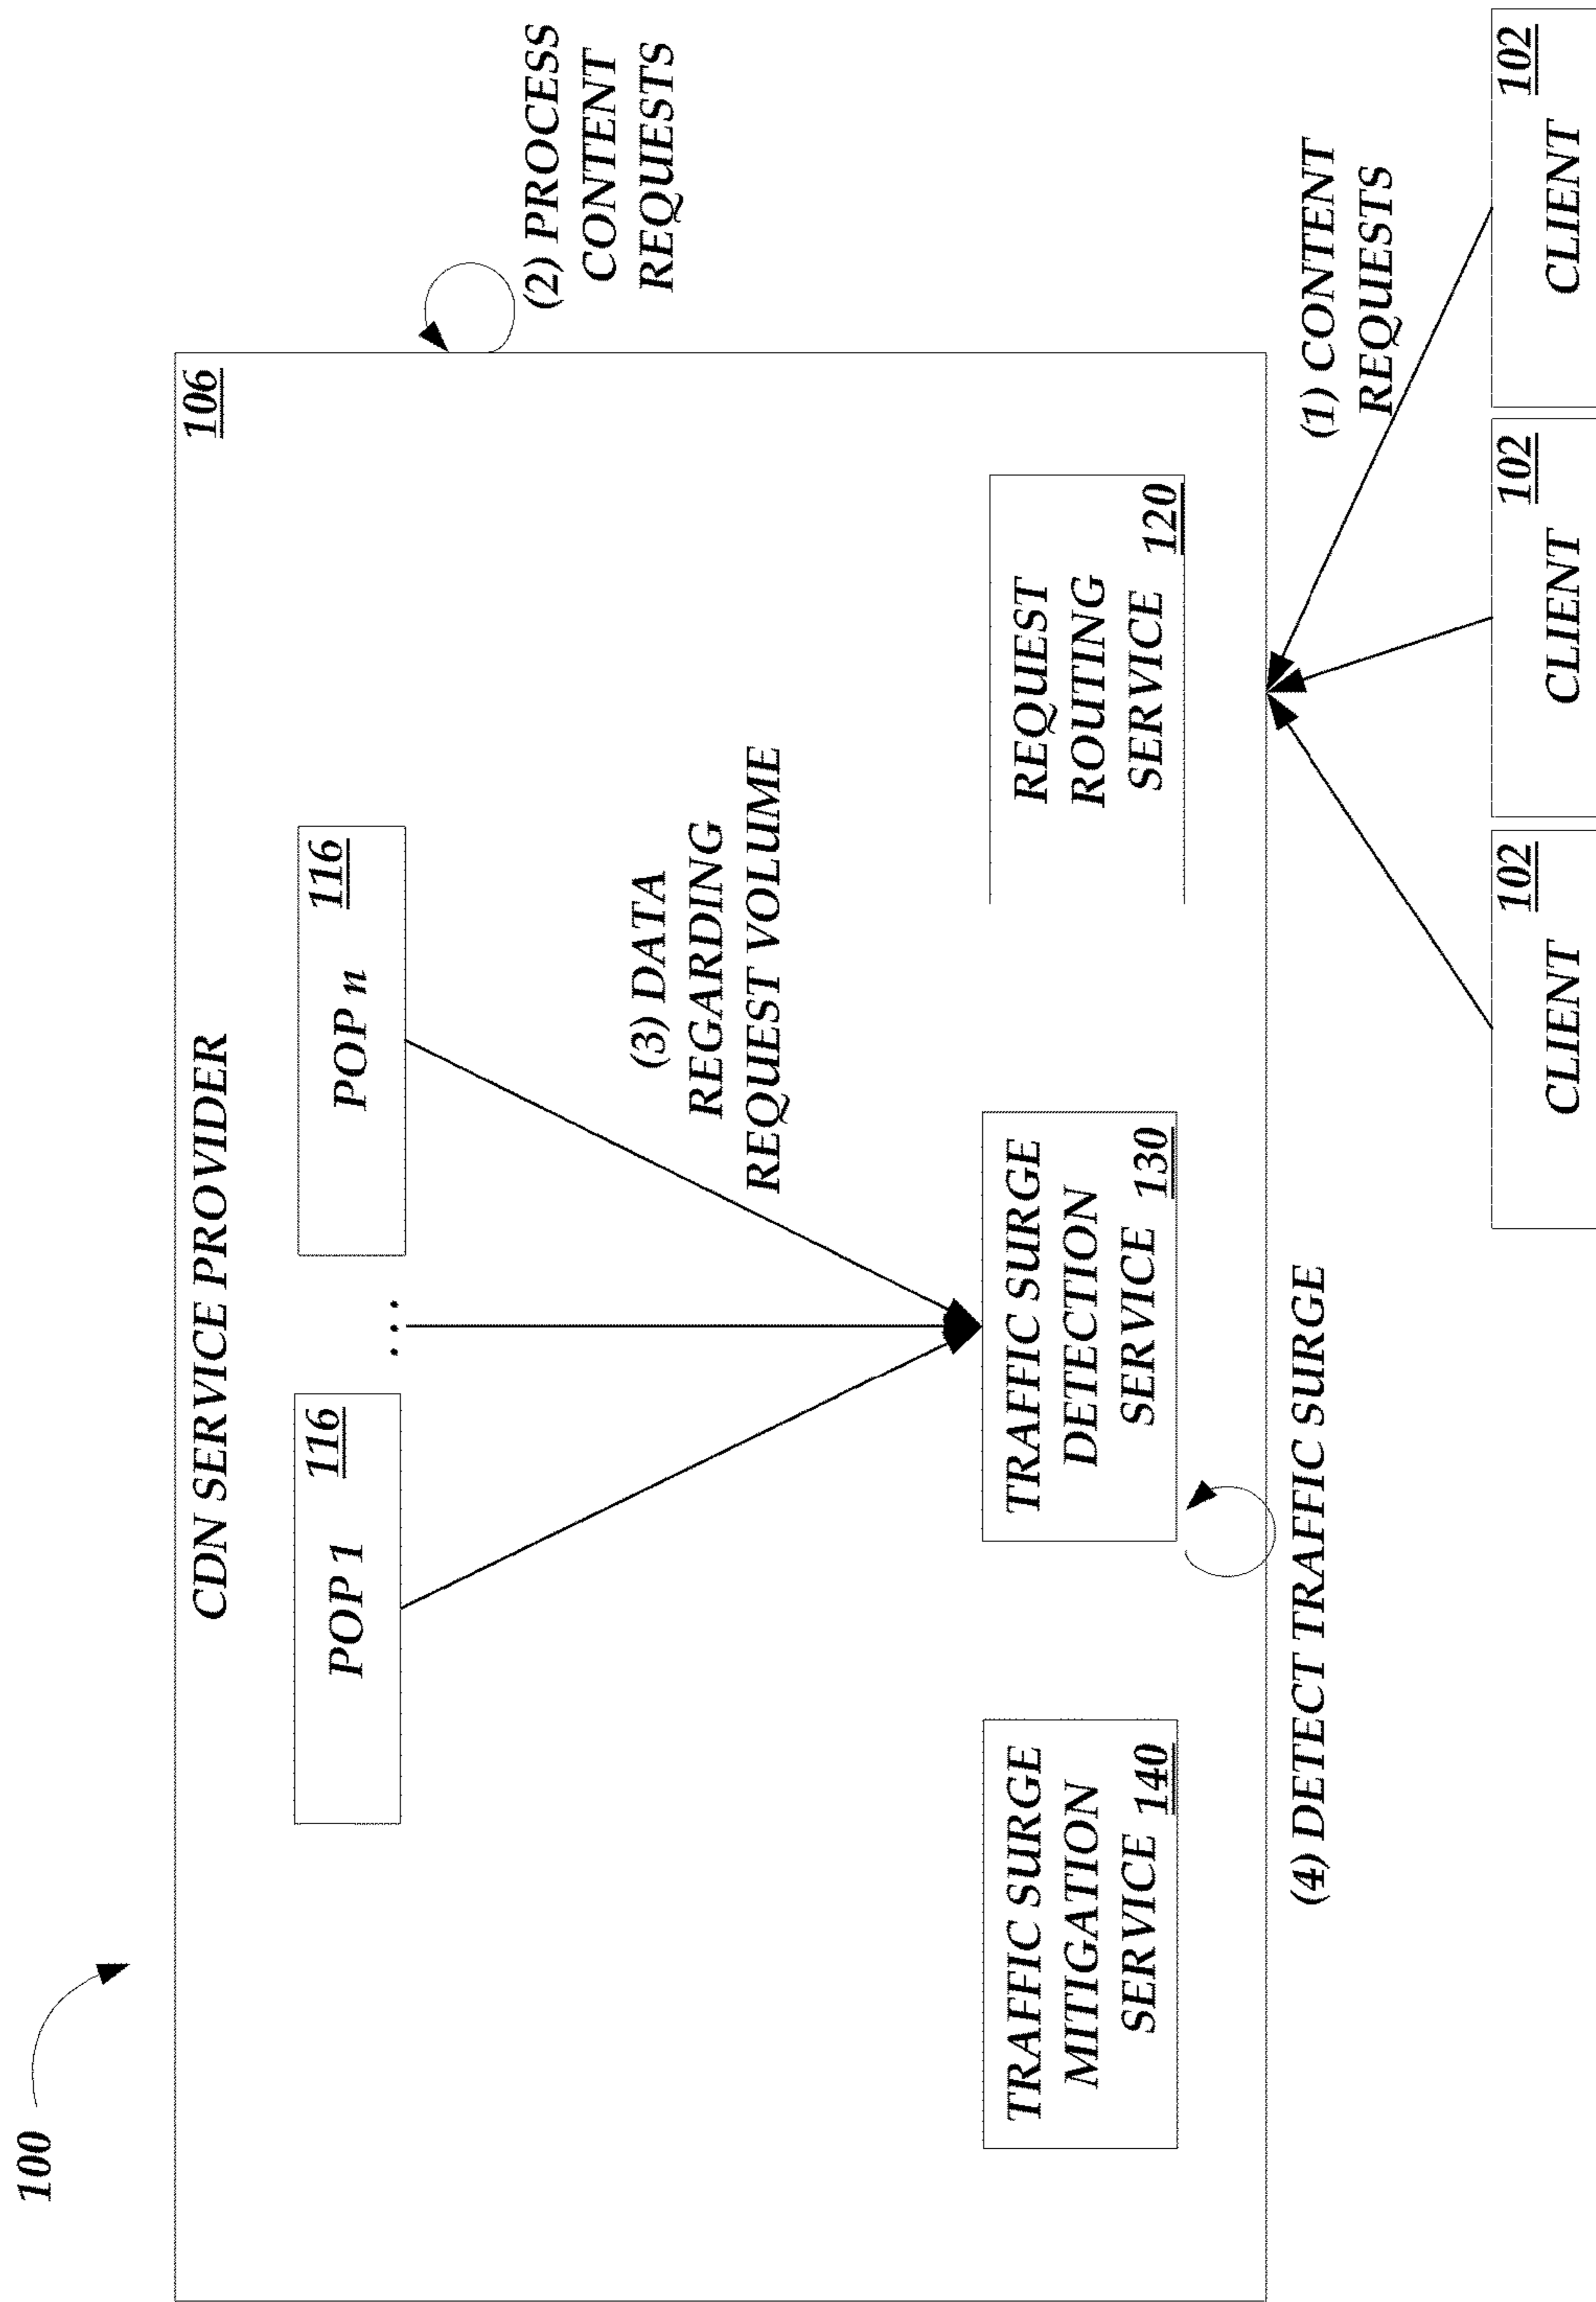 100
CDN SERVICE PROVIDER
106
POP 1
116
...
POP n
116
(2) PROCESS
CONTENT
REQUESTS
(3) DATA
REGARDING
REQUEST VOLUME
TRAFFIC SURGE
MITIGATION
SERVICE 140
TRAFFIC SURGE
DETECTION
SERVICE 130
REQUEST
ROUTING
SERVICE 120
(4) DETECT TRAFFIC SURGE
(1) CONTENT
REQUESTS
102
CLIENT
102
CLIENT
102
CLIENT